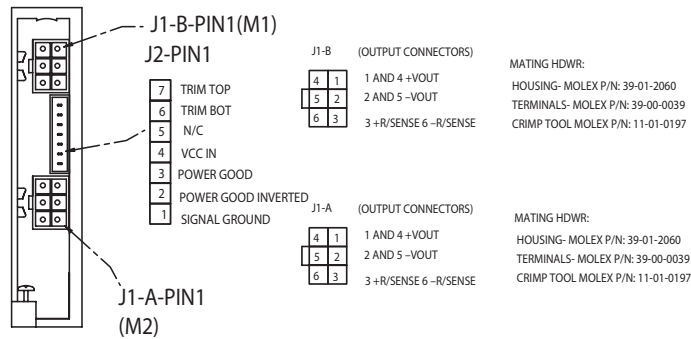 J1-B-PIN1(M1)
J2-PIN1
7 TRIM TOP
6 TRIM BOT
5 N/C
4 VCC IN
3 POWER GOOD
2 POWER GOOD INVERTED
1 SIGNAL GROUND
J1-A-PIN1
(M2)
J1-B (OUTPUT CONNECTORS)
4 1 1 AND 4 +VOUT
5 2 2 AND 5 –VOUT
6 3 3 +R/SENSE 6 –R/SENSE
MATING HDWR:
HOUSING- MOLEX P/N: 39-01-2060
TERMINALS- MOLEX P/N: 39-00-0039
CRIMP TOOL MOLEX P/N: 11-01-0197
J1-A (OUTPUT CONNECTORS)
4 1 1 AND 4 +VOUT
5 2 2 AND 5 –VOUT
6 3 3 +R/SENSE 6 –R/SENSE
MATING HDWR:
HOUSING- MOLEX P/N: 39-01-2060
TERMINALS- MOLEX P/N: 39-00-0039
CRIMP TOOL MOLEX P/N: 11-01-0197